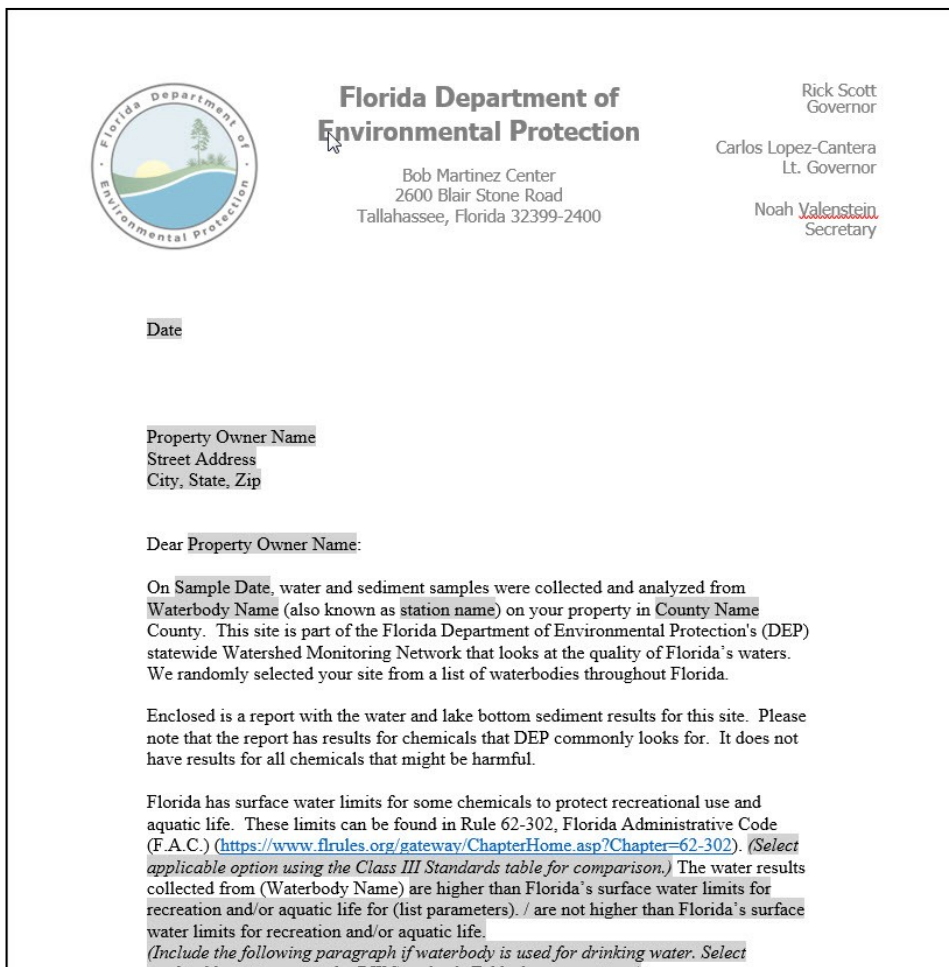 Florida Department of
Environmental Protection
Florida Department of
Environmental Protection
Bob Martinez Center
2600 Blair Stone Road
Tallahassee, Florida 32399-2400
Rick Scott
Governor
Carlos Lopez-Cantera
Lt. Governor
Noah Valenstein
Secretary
Date
Property Owner Name
Street Address
City, State, Zip
Dear Property Owner Name:
On Sample Date, water and sediment samples were collected and analyzed from
Waterbody Name (also known as station name) on your property in County Name
County.  This site is part of the Florida Department of Environmental Protection's (DEP)
statewide Watershed Monitoring Network that looks at the quality of Florida’s waters.
We randomly selected your site from a list of waterbodies throughout Florida.
Enclosed is a report with the water and lake bottom sediment results for this site.  Please
note that the report has results for chemicals that DEP commonly looks for.  It does not
have results for all chemicals that might be harmful.
Florida has surface water limits for some chemicals to protect recreational use and
aquatic life.  These limits can be found in Rule 62-302, Florida Administrative Code
(F.A.C.) (https://www.flrules.org/gateway/ChapterHome.asp?Chapter=62-302). (Select
applicable option using the Class III Standards table for comparison.) The water results
collected from (Waterbody Name) are higher than Florida’s surface water limits for
recreation and/or aquatic life for (list parameters). / are not higher than Florida’s surface
water limits for recreation and/or aquatic life.
(Include the following paragraph if waterbody is used for drinking water. Select